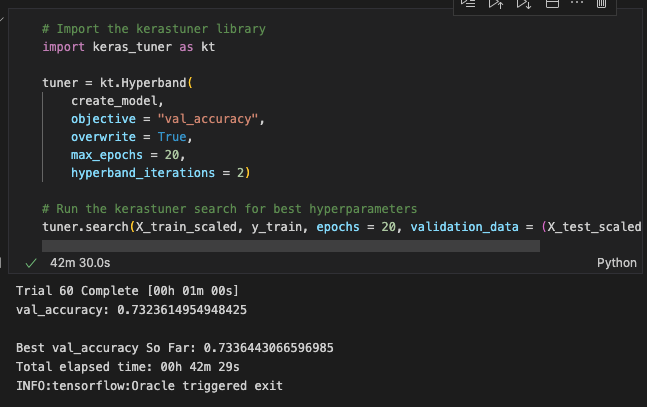 # Import the kerastuner library
import keras_tuner as kt
tuner = kt.Hyperband(
create_model,
objective = "val_accuracy",
overwrite = True,
max_epochs = 20,
hyperband_iterations = 2)
# Run the kerastuner search for best hyperparameters
tuner.search(X_train_scaled, y_train, epochs = 20, validation_data = (X_test_scaled
42m 30.0s
Python
Trial 60 Complete [00h 01m 00s]
val_accuracy: 0.7323614954948425
Best val_accuracy So Far: 0.7336443066596985
Total elapsed time: 00h 42m 29s
INFO:tensorflow:Oracle triggered exit